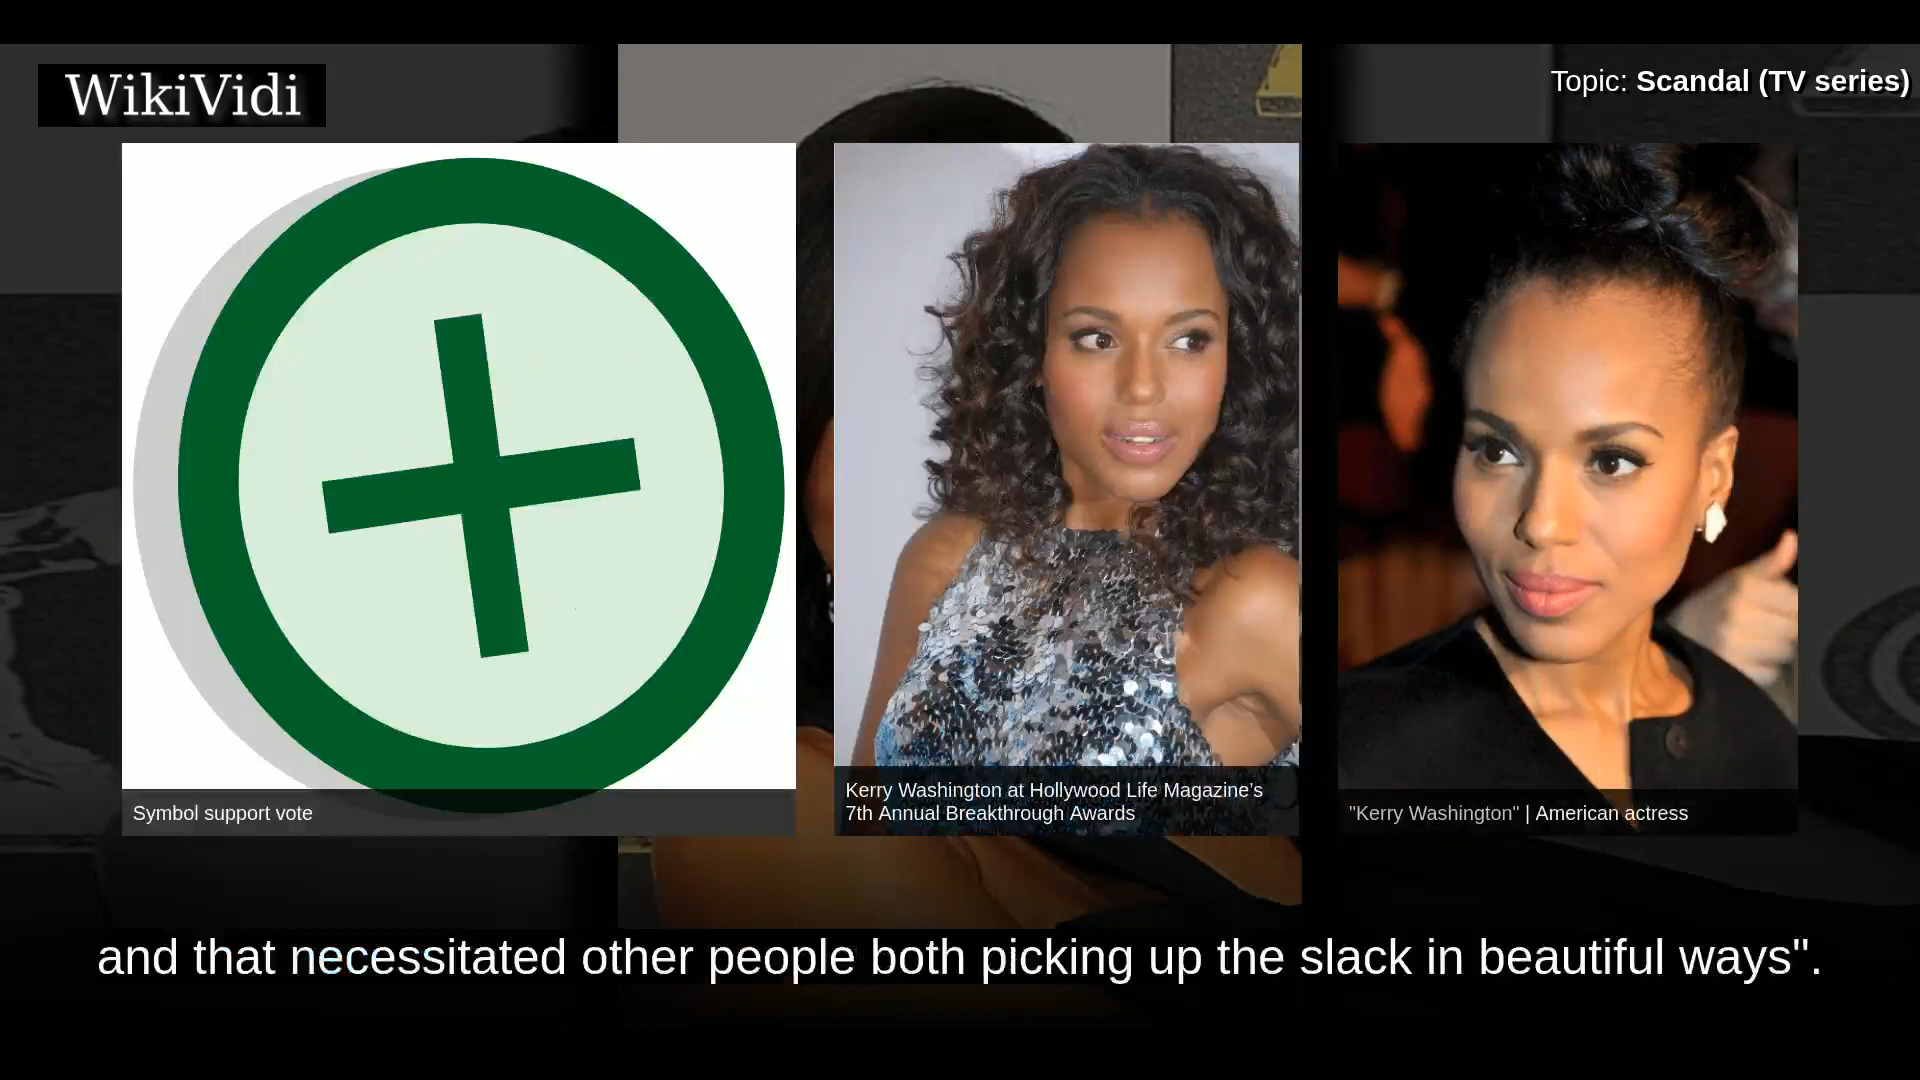 WikiVidi
Topic: Scandal (TV series)
Symbol support vote
Kerry Washington at Hollywood Life Magazine's
7th Annual Breakthrough Awards
"Kerry Washington" | American actress
and that necessitated other people both picking up the slack in beautiful ways".